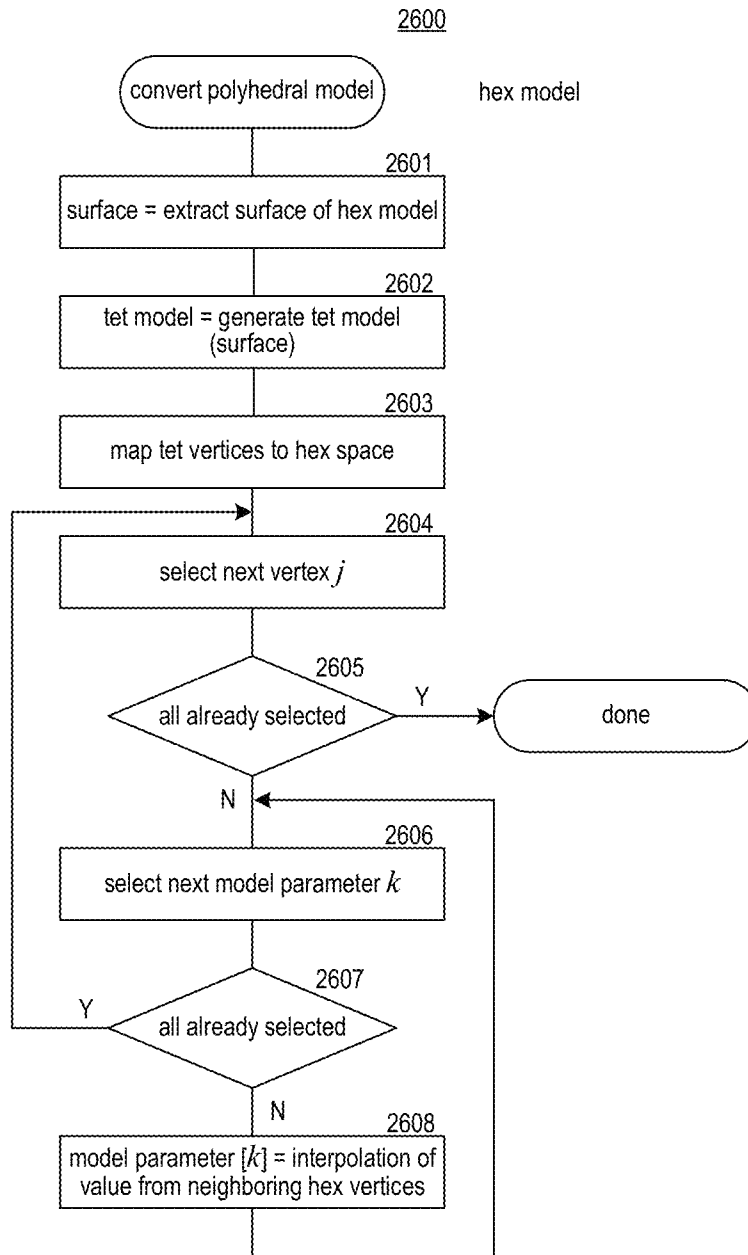 2600
convert polyhedral model
hex model
2601
surface = extract surface of hex model
2602
tet model = generate tet model
(surface)
2603
map tet vertices to hex space
2604
select next vertex j
2605
all already selected
Y
done
N
2606
select next model parameter k
2607
Y
all already selected
N
2608
model parameter [k] = interpolation of
value from neighboring hex vertices